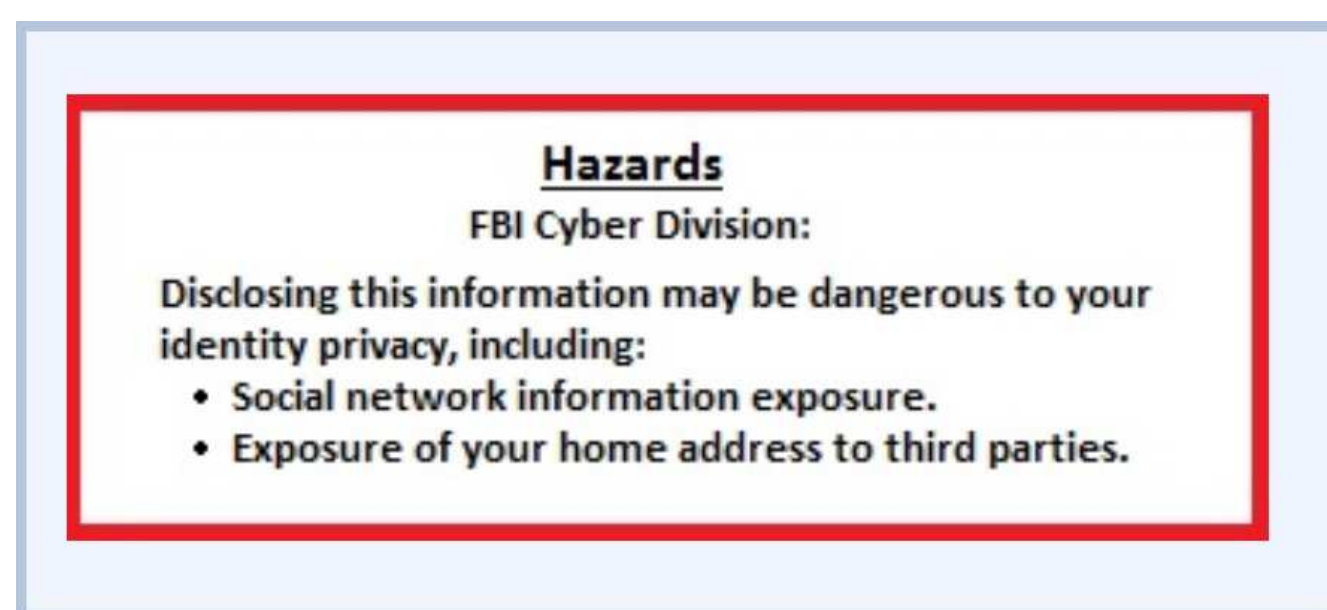 Hazards
FBI Cyber Division:
Disclosing this information may be dangerous to your
identity privacy, including:
• Social network information exposure.
• Exposure of your home address to third parties.